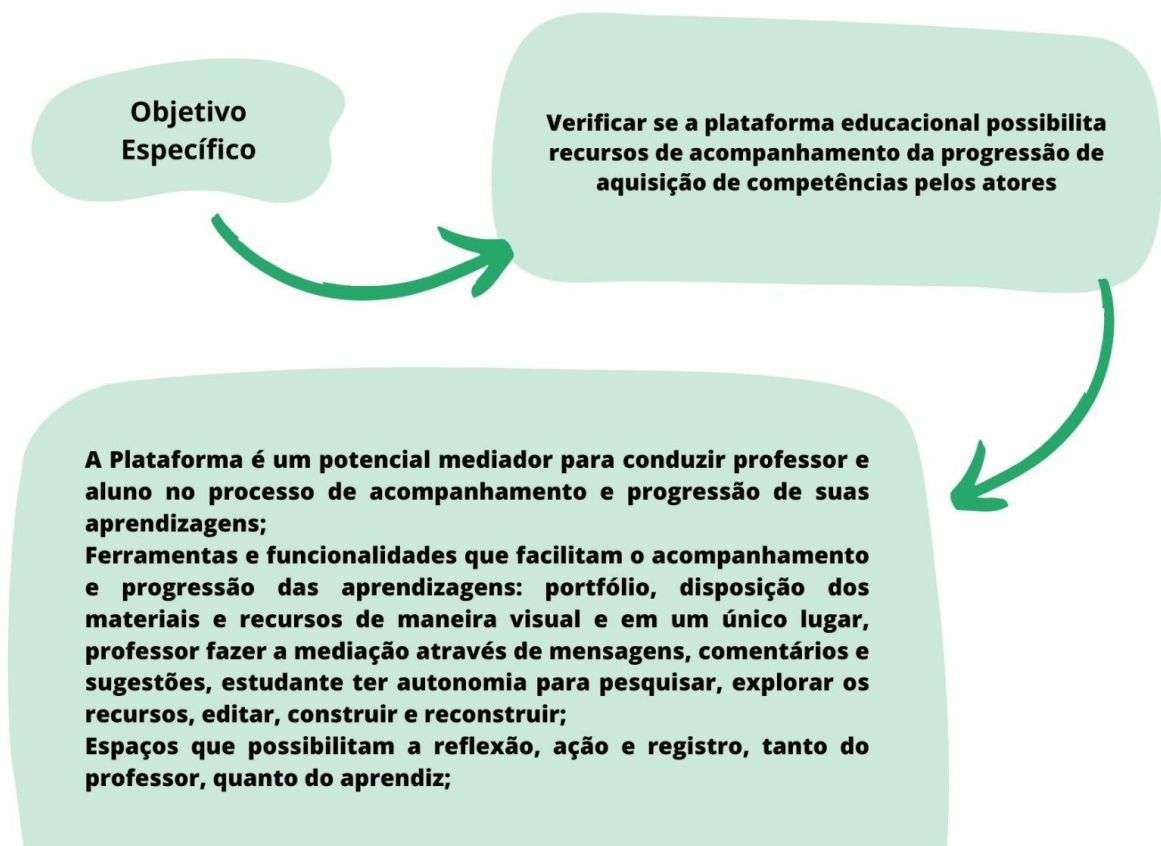 Objetivo
Específico
Verificar se a plataforma educacional possibilita
recursos de acompanhamento da progressão de
aquisição de competências pelos atores
A Plataforma é um potencial mediador para conduzir professor e
aluno no processo de acompanhamento e progressão de suas
aprendizagens;
Ferramentas e funcionalidades que facilitam o acompanhamento
e progressão das aprendizagens: portfólio, disposição dos
materiais e recursos de maneira visual e em um único lugar,
professor fazer a mediação através de mensagens, comentários e
sugestões, estudante ter autonomia para pesquisar, explorar os
recursos, editar, construir e reconstruir;
Espaços que possibilitam a reflexão, ação e registro, tanto do
professor, quanto do aprendiz;